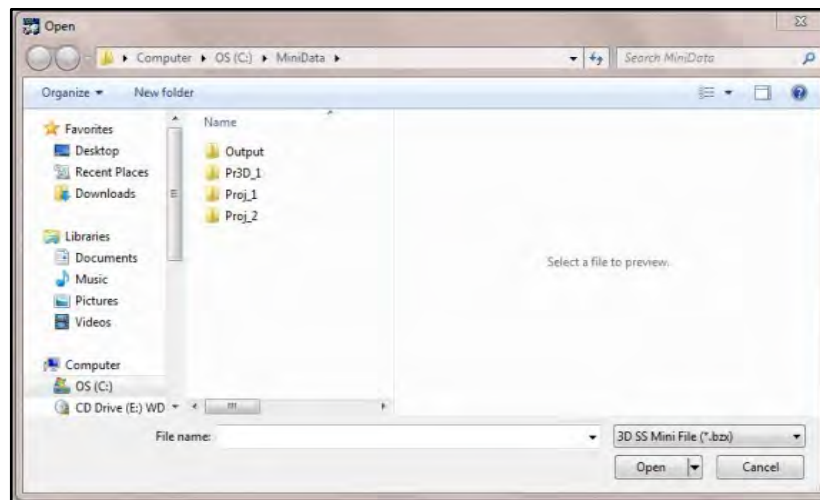 Open
Computer ▸ OS (C:) ▸ MiniData ▸
Search MiniData
Organize
New folder
Favorites
Desktop
Recent Places
Downloads
Libraries
Documents
Music
Pictures
Videos
Computer
OS (C:)
CD Drive (E:) WD
Name
Output
Pr3D_1
Proj_1
Proj_2
Select a file to preview.
File name:
3D SS Mini File (*.bzx)
Open
Cancel